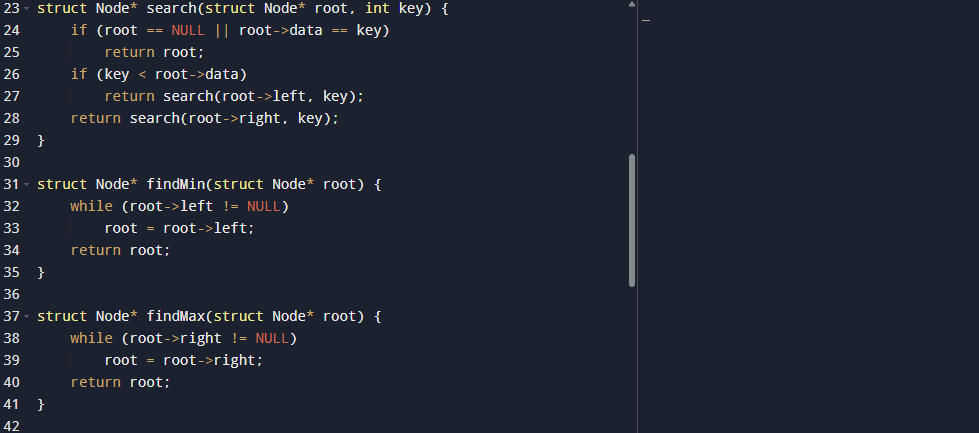 23 struct Node* search(struct Node* root, int key) {
24     if (root == NULL || root->data == key)
25         return root;
26     if (key < root->data)
27         return search(root->left, key);
28     return search(root->right, key);
29 }
30
31 struct Node* findMin(struct Node* root) {
32     while (root->left != NULL)
33         root = root->left;
34     return root;
35 }
36
37 struct Node* findMax(struct Node* root) {
38     while (root->right != NULL)
39         root = root->right;
40     return root;
41 }
42